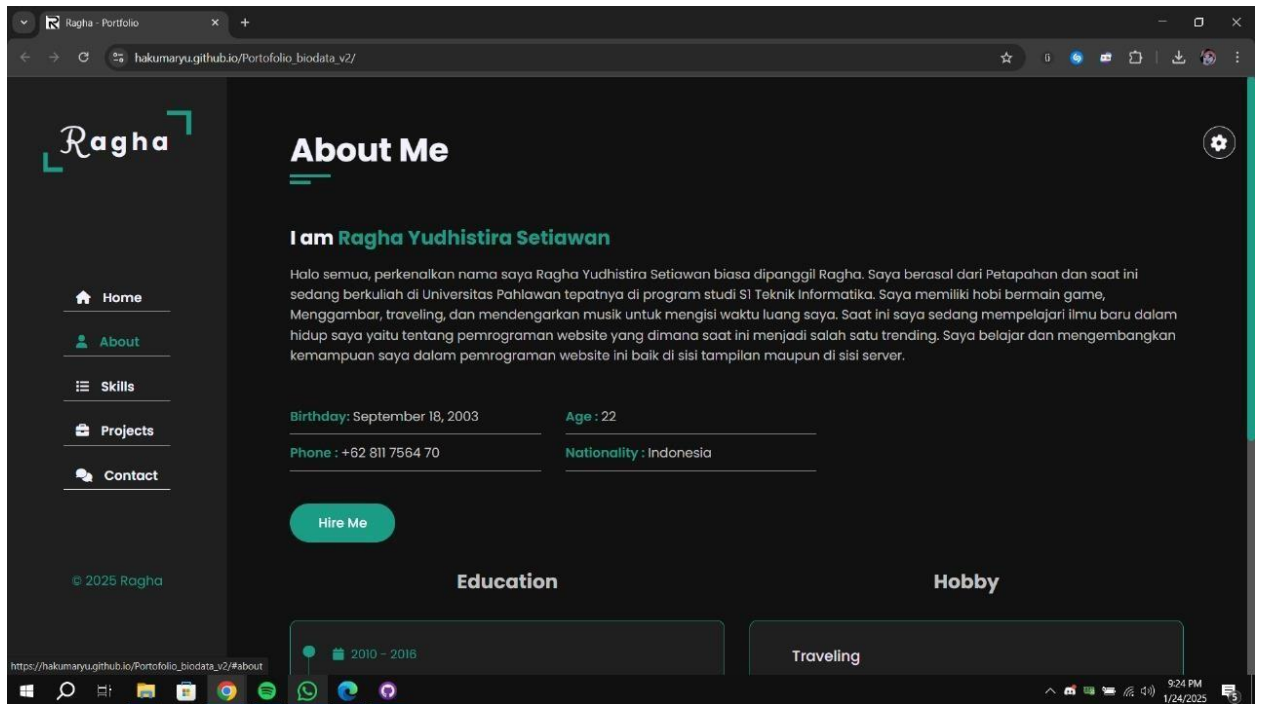 Ragha - Portfolio
hakumaryu.github.io/Portofolio_biodata_v2/
Ragha
Home
About
Skills
Projects
Contact
© 2025 Ragha
About Me
I am Ragha Yudhistira Setiawan
Halo semua, perkenalkan nama saya Ragha Yudhistira Setiawan biasa dipanggil Ragha. Saya berasal dari Petapahan dan saat ini
sedang berkuliah di Universitas Pahlawan tepatnya di program studi S1 Teknik Informatika. Saya memiliki hobi bermain game,
Menggambar, traveling, dan mendengarkan musik untuk mengisi waktu luang saya. Saat ini saya sedang mempelajari ilmu baru dalam
hidup saya yaitu tentang pemrograman website yang dimana saat ini menjadi salah satu trending. Saya belajar dan mengembangkan
kemampuan saya dalam pemrograman website ini baik di sisi tampilan maupun di sisi server.
Birthday: September 18, 2003 Age : 22
Phone : +62 811 7564 70 Nationality : Indonesia
Hire Me
Education
2010 - 2016
Hobby
Traveling
https://hakumaryu.github.io/Portofolio_biodata_v2/#about
9:24 PM
1/24/2025
5